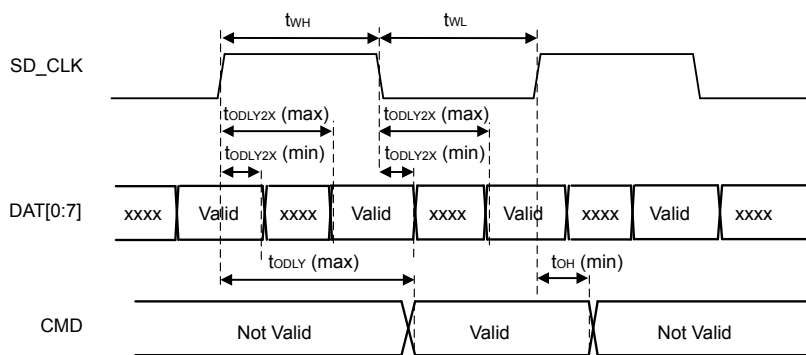 tWH tWL
SD_CLK
tODLY2X (max) tODLY2X (max)
tODLY2X (min) tODLY2X (min)
DAT[0:7] xxxx Valid xxxx Valid xxxx Valid xxxx Valid xxxx
tODLY (max) tOH (min)
CMD Not Valid Valid Not Valid